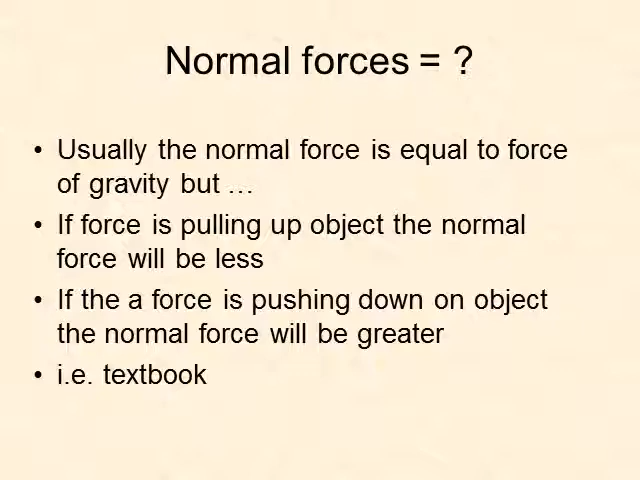 Normal forces = ?
• Usually the normal force is equal to force
of gravity but …
• If force is pulling up object the normal
force will be less
• If the a force is pushing down on object
the normal force will be greater
• i.e. textbook